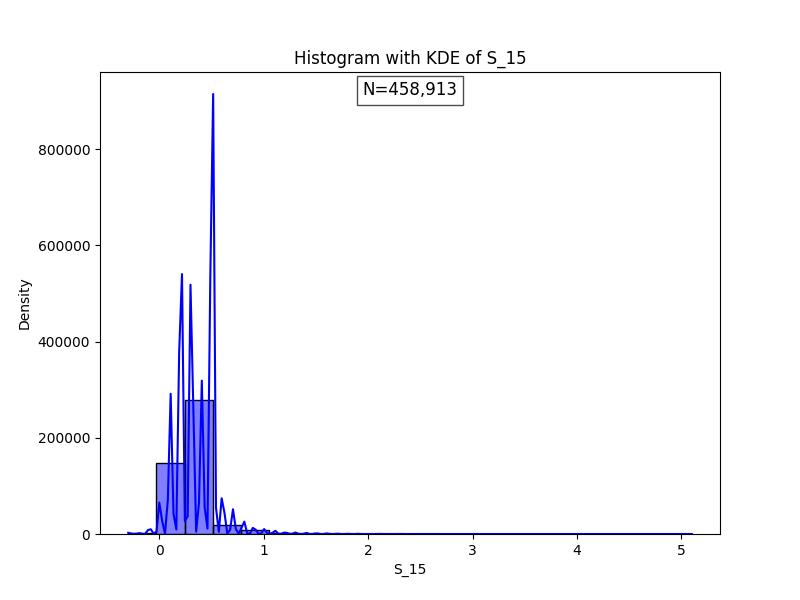 Histogram with KDE of S_15
N=458,913
Density
800000
600000
400000
200000
0
0 1 2 3 4 5
S_15